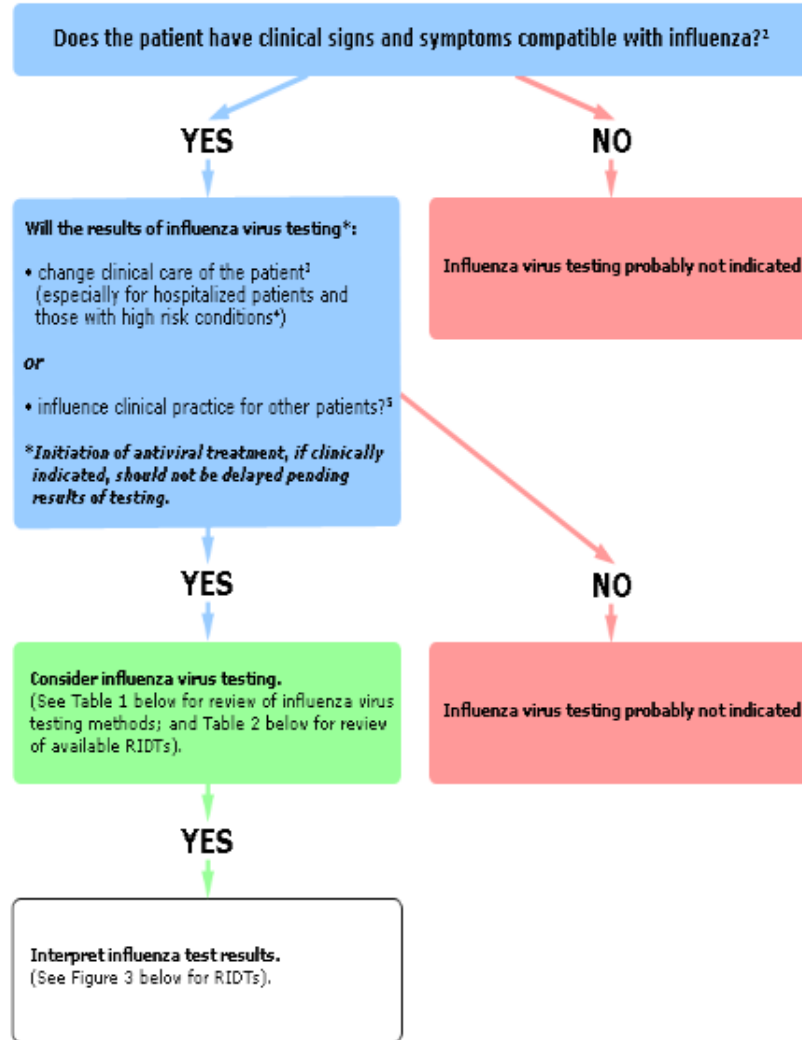 Does the patient have clinical signs and symptoms compatible with influenza?²
YES
NO
Will the results of influenza virus testing*:
• change clinical care of the patient³
(especially for hospitalized patients and
those with high risk conditions⁴)
or
• influence clinical practice for other patients?⁵
*Initiation of antiviral treatment, if clinically
indicated, should not be delayed pending
results of testing.
Influenza virus testing probably not indicated
YES
NO
Consider influenza virus testing.
(See Table 1 below for review of influenza virus
testing methods; and Table 2 below for review
of available RIDTs).
Influenza virus testing probably not indicated
YES
Interpret influenza test results.
(See Figure 3 below for RIDTs).